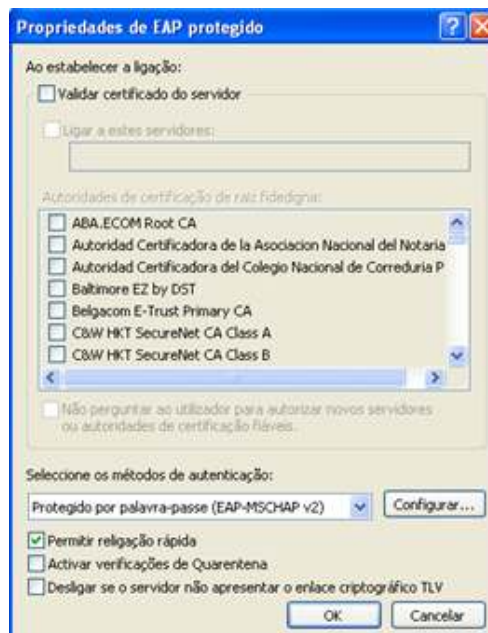 Propriedades de EAP protegido
Ao estabelecer a ligação:
Validar certificado do servidor
Ligar a estes servidores:
Autoridades de certificação de raiz fidedigna:
ABA.ECOM Root CA
Autoridad Certificadora de la Asociacion Nacional del Notaria
Autoridad Certificadora del Colegio Nacional de Correduria P
Baltimore EZ by DST
Belgacom E-Trust Primary CA
C&W HKT SecureNet CA Class A
C&W HKT SecureNet CA Class B
Não perguntar ao utilizador para autorizar novos servidores
ou autoridades de certificação fiáveis.
Seleccione os métodos de autenticação:
Protegido por palavra-passe (EAP-MSCHAP v2)
Configurar...
Permitir religação rápida
Activar verificações de Quarentena
Desligar se o servidor não apresentar o enlace criptográfico TLV
OK
Cancelar